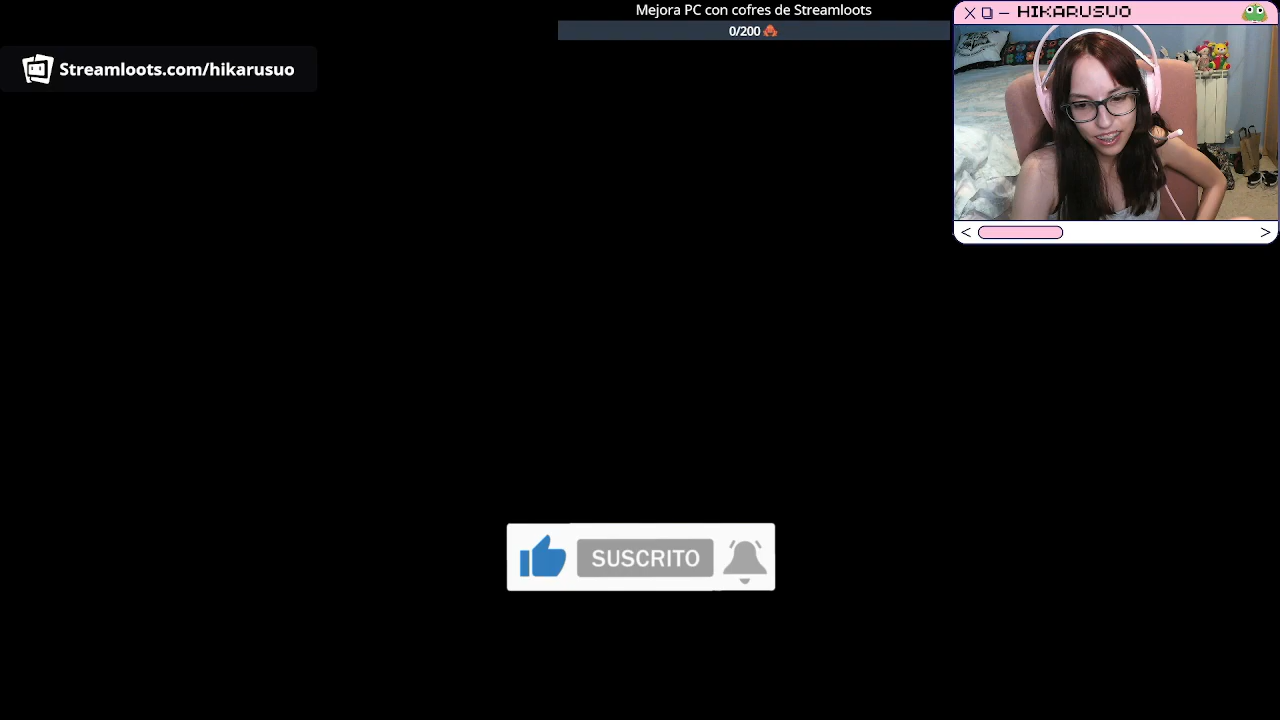 Mejora PC con cofres de Streamloots
0/200
HIKARUSUO
Streamloots.com/hikarusuo
SUSCRITO